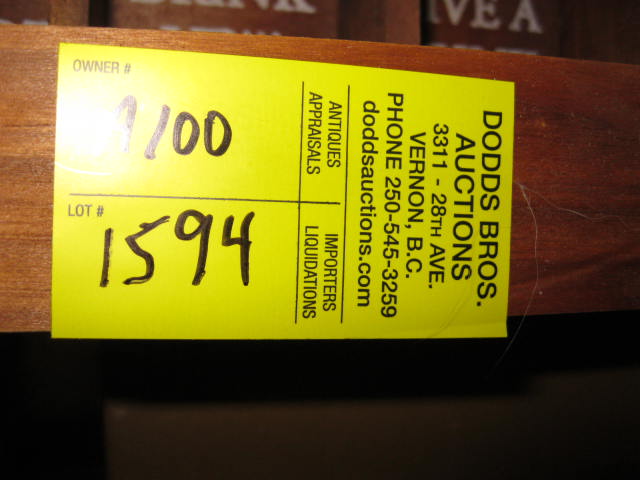 IVE A
OWNER #
9100
LOT #
1594
ANTIQUES
APPRAISALS
IMPORTERS
LIQUIDATIONS
DODDS BROS.
AUCTIONS
3311 - 28TH AVE.
VERNON, B.C.
PHONE 250-545-3259
doddsauctions.com